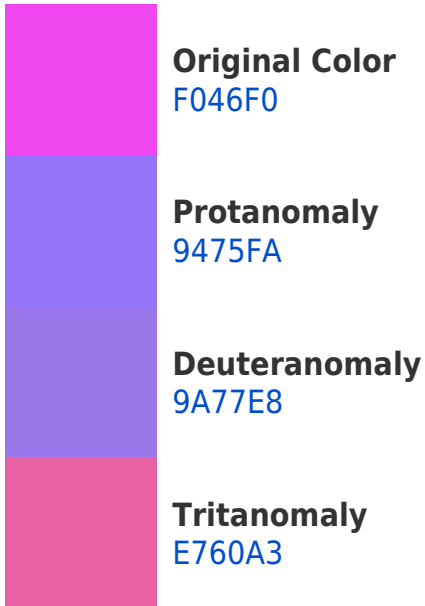 Original Color
F046F0
Protanomaly
9475FA
Deuteranomaly
9A77E8
Tritanomaly
E760A3